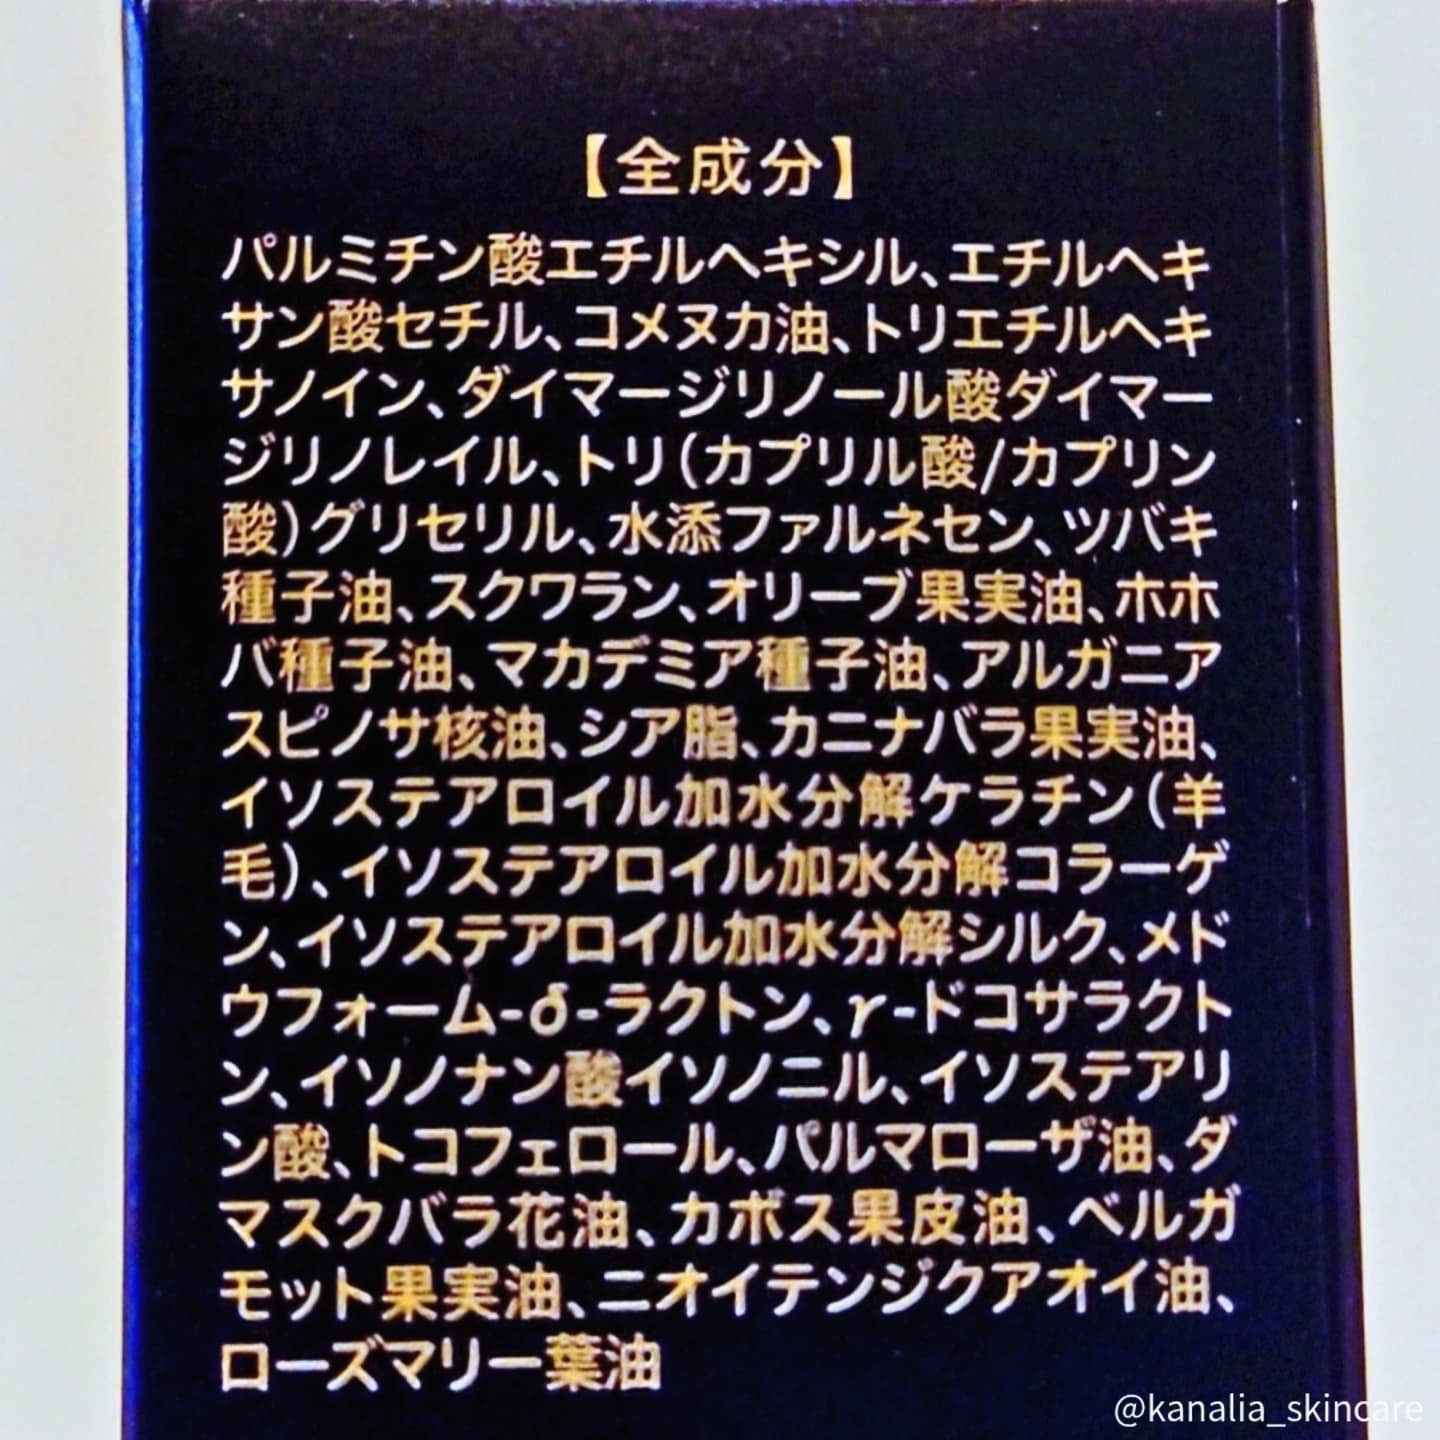 【全成分】
パルミチン酸エチルヘキシル、エチルヘキ
サン酸セチル、コメヌカ油、トリエチルヘキ
サノイン、ダイマージリノール酸ダイマー
ジリノレイル、トリ(カプリル酸/カプリン
酸)グリセリル、水添ファルネセン、ツバキ
種子油、スクワラン、オリーブ果実油、ホホ
バ種子油、マカデミア種子油、アルガニア
スピノサ核油、シア脂、カニナバラ果実油、
イソステアロイル加水分解ケラチン(羊
毛)、イソステアロイル加水分解コラーゲ
ン、イソステアロイル加水分解シルク、メド
ウフォーム-δ-ラクトン、γ-ドコサラクト
ン、イソノナン酸イソノニル、イソステアリ
ン酸、トコフェロール、パルマローザ油、ダ
マスクバラ花油、カボス果皮油、ベルガ
モット果実油、ニオイテンジクアオイ油、
ローズマリー葉油
@kanalia_skincare